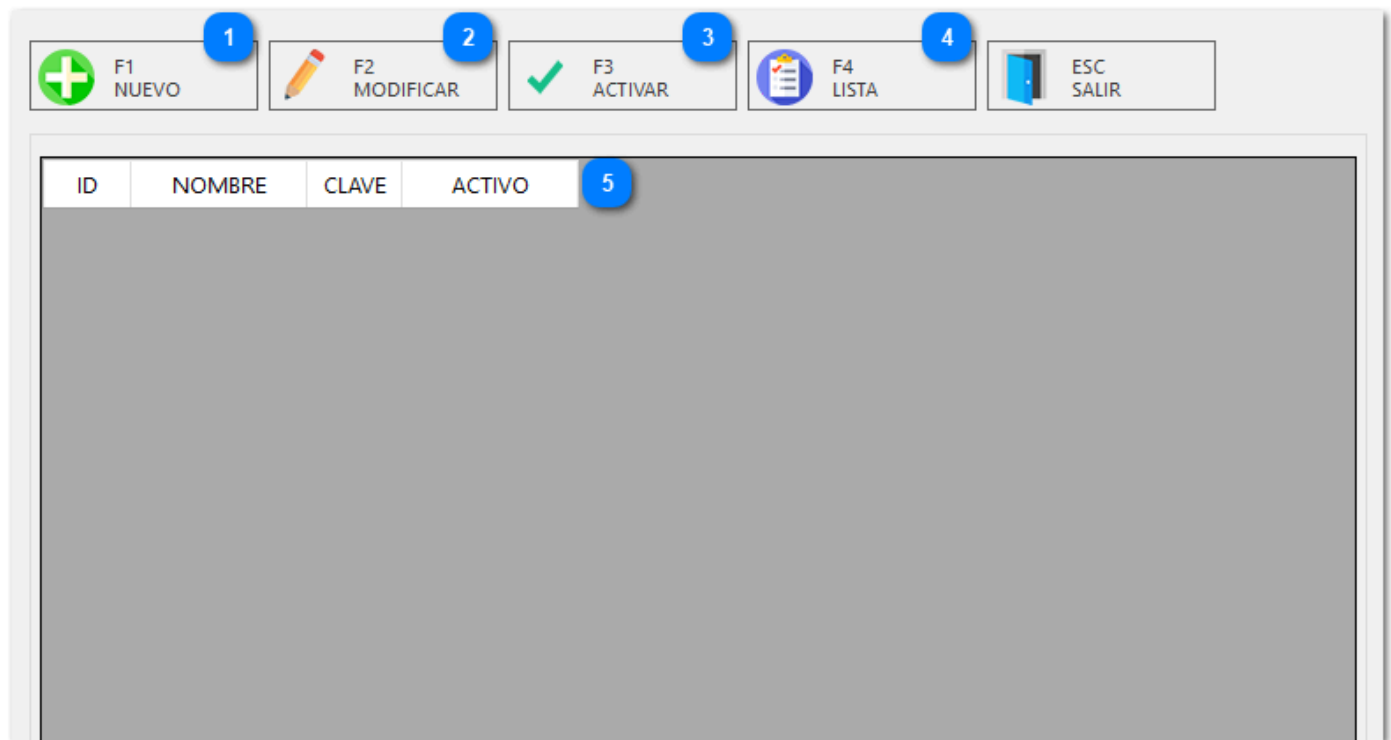 1
2
3
4
F1
NUEVO
F2
MODIFICAR
F3
ACTIVAR
F4
LISTA
ESC
SALIR
ID NOMBRE CLAVE ACTIVO 5